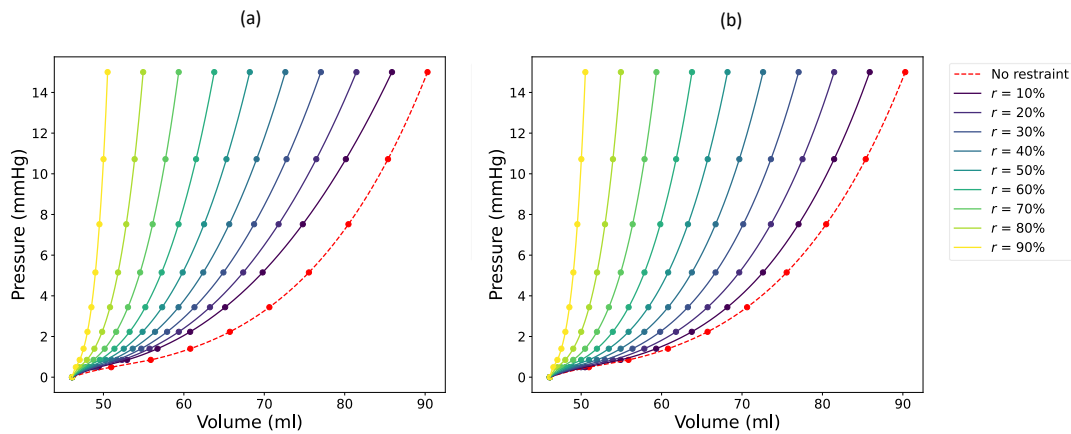 (a)
(b)
Pressure (mmHg)
14
12
10
8
6
4
2
0
50 60 70 80 90
Volume (ml)
Pressure (mmHg)
14
12
10
8
6
4
2
0
50 60 70 80 90
Volume (ml)
No restraint
r = 10%
r = 20%
r = 30%
r = 40%
r = 50%
r = 60%
r = 70%
r = 80%
r = 90%